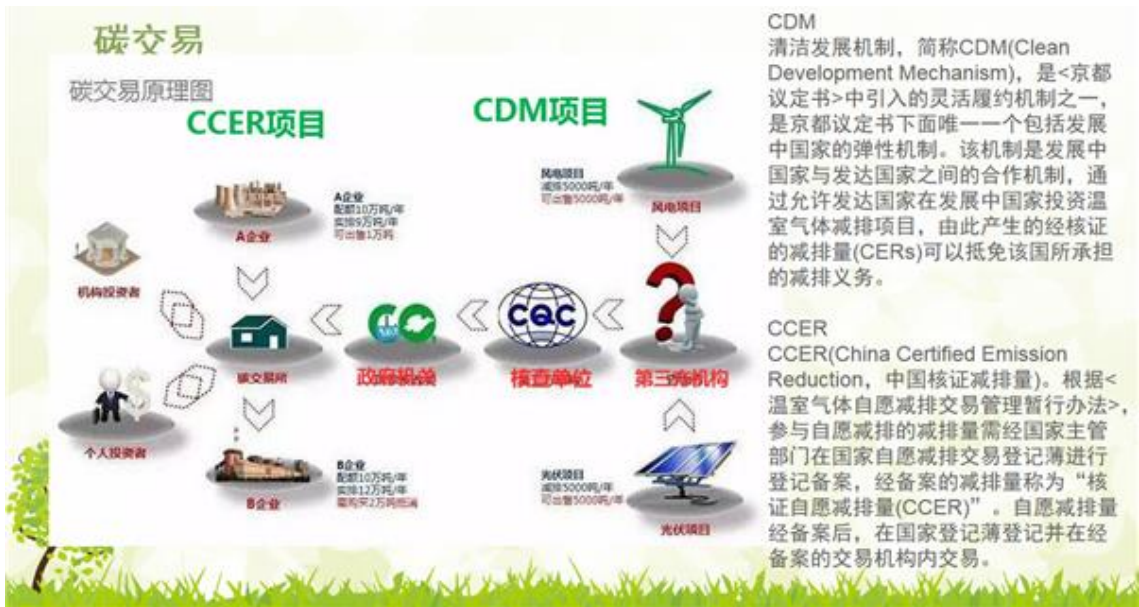 碳交易
碳交易原理图
CCER项目
CDM项目
风电项目
减排5000吨/年
可出售5000吨/年
风电项目
A企业
配额10万吨/年
实排9万吨/年
可出售1万吨
A企业
机构投资者
CQC
碳交易所
政府机关
核查单位
第三方机构
个人投资者
B企业
配额10万吨/年
实排12万吨/年
需购买2万吨抵消
B企业
光伏项目
减排5000吨/年
可出售5000吨/年
光伏项目
CDM
清洁发展机制，简称CDM(Clean
Development Mechanism)，是<京都
议定书>中引入的灵活履约机制之一，
是京都议定书下面唯一一个包括发展
中国家的弹性机制。该机制是发展中
国家与发达国家之间的合作机制，通
过允许发达国家在发展中国家投资温
室气体减排项目，由此产生的经核证
的减排量(CERs)可以抵免该国所承担
的减排义务。
CCER
CCER(China Certified Emission
Reduction，中国核证减排量)。根据<
温室气体自愿减排交易管理暂行办法>，
参与自愿减排的减排量需经国家主管
部门在国家自愿减排交易登记薄进行
登记备案，经备案的减排量称为“核
证自愿减排量(CCER)”。自愿减排量
经备案后，在国家登记薄登记并在经
备案的交易机构内交易。